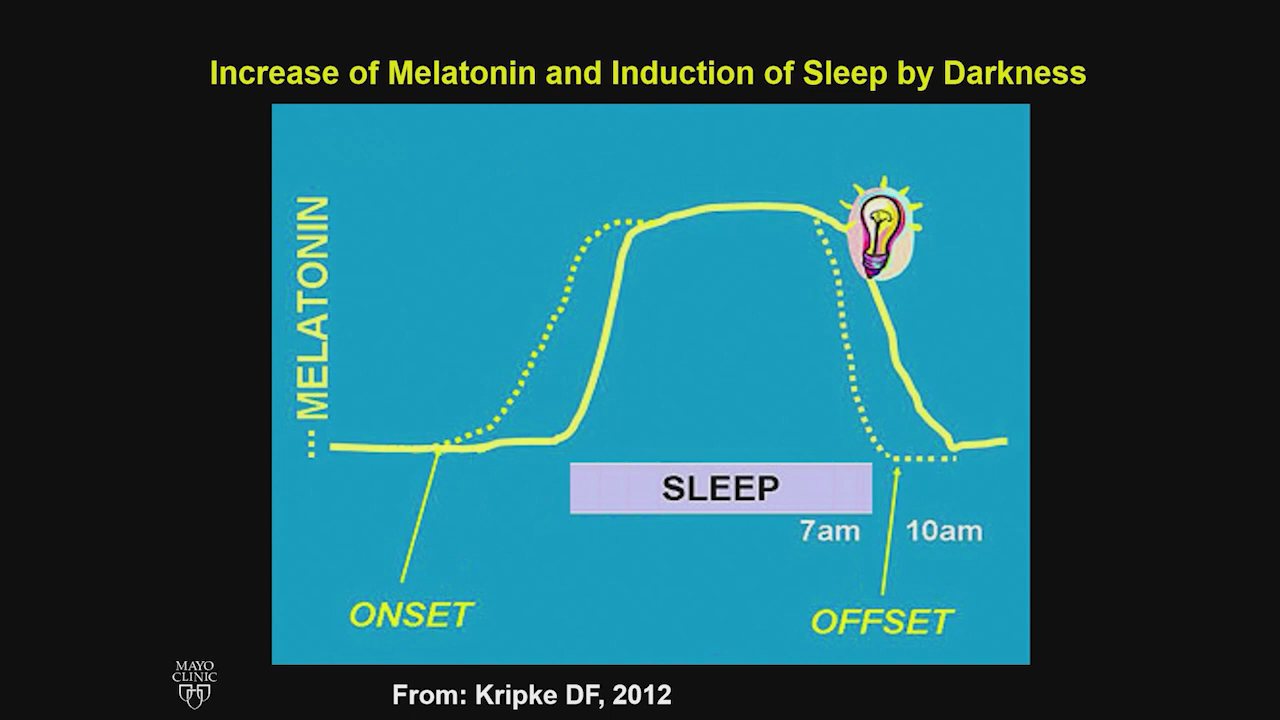 Increase of Melatonin and Induction of Sleep by Darkness
MELATONIN
SLEEP
7am
10am
ONSET
OFFSET
MAYO
CLINIC
From: Kripke DF, 2012